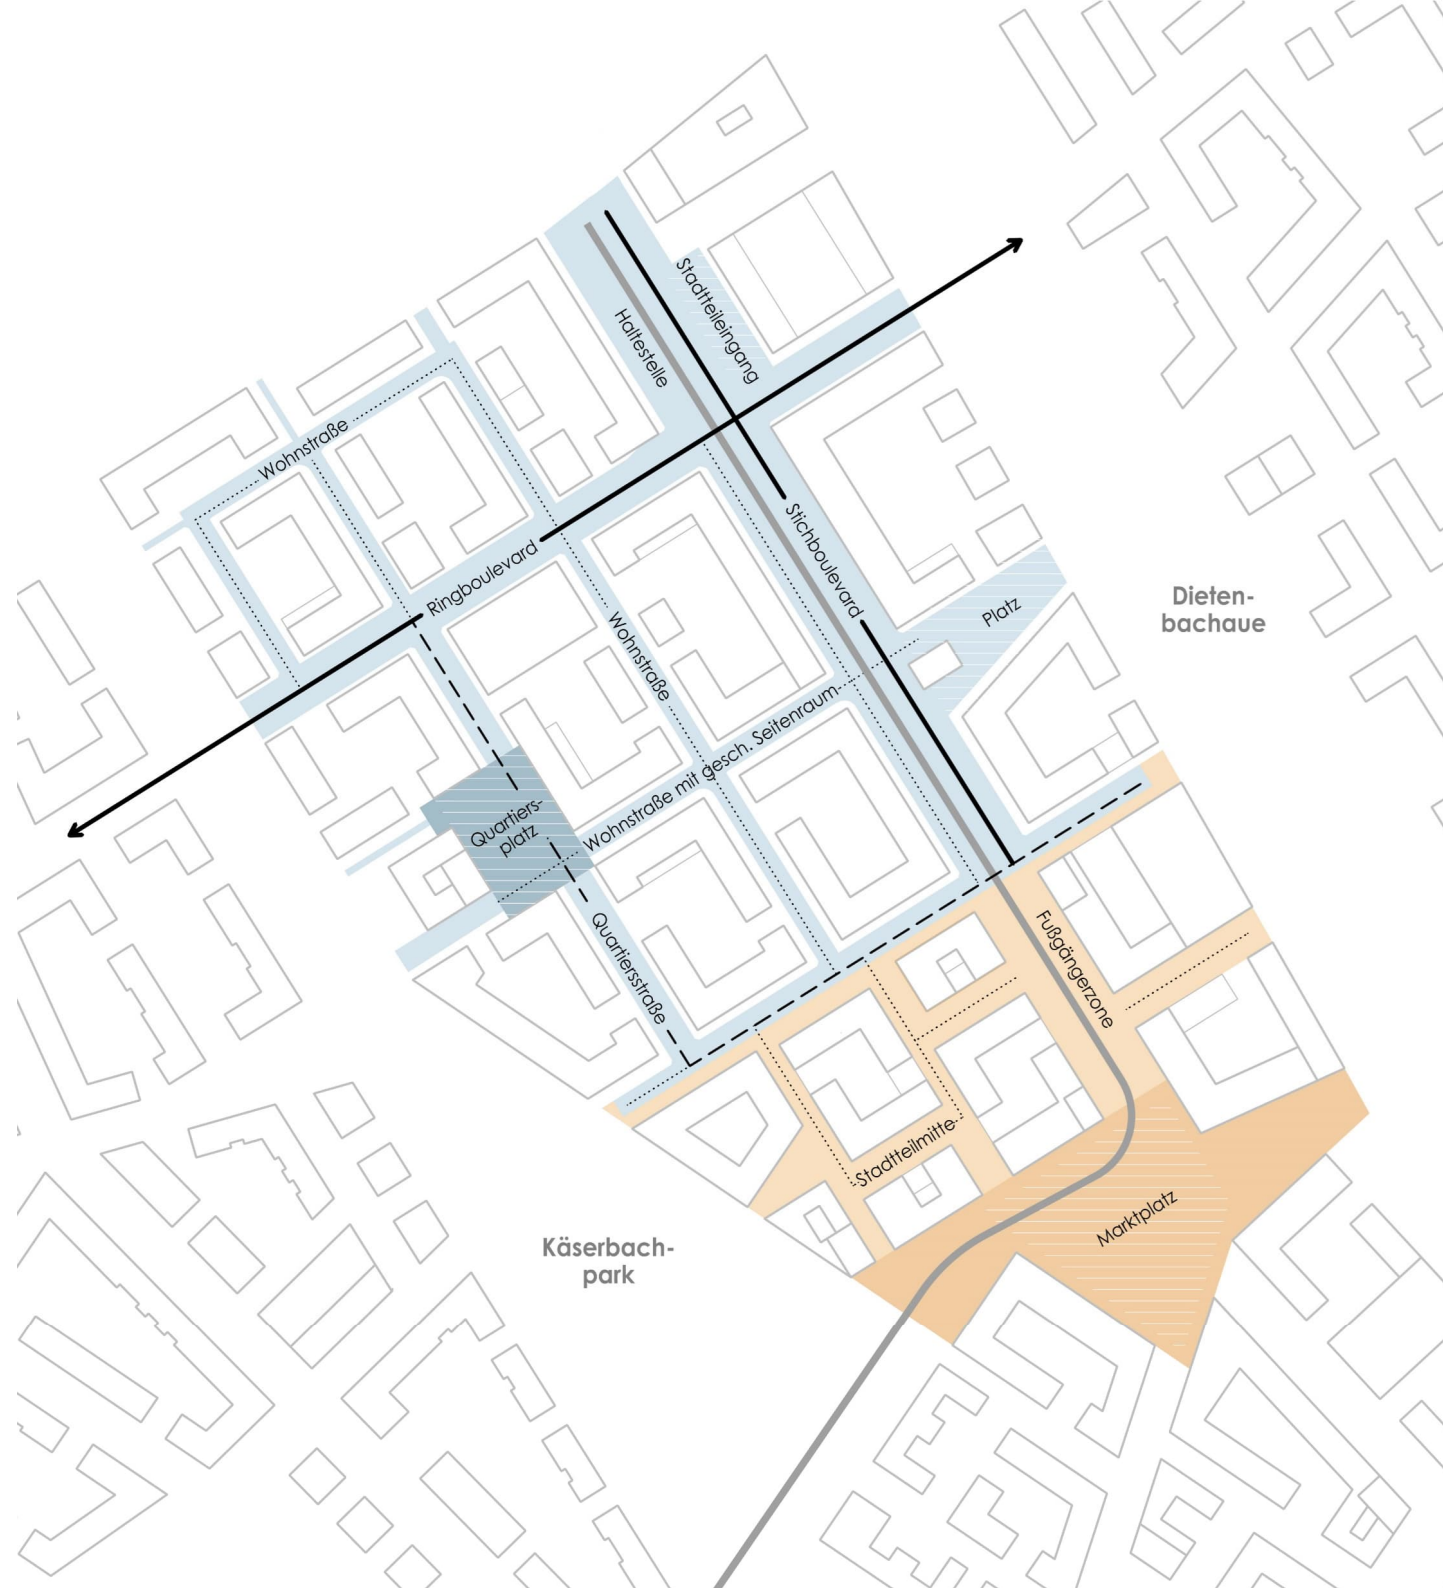 Stadtteileingang
Haltestelle
Wohnstraße
Ringboulevard
Stichboulevard
Platz
Dieten-
bachaue
Wohnstraße
Wohnstraße mit gesch. Seitenraum
Quartiers-
platz
Quartiersstraße
Fußgängerzone
Stadtteilmitte
Marktplatz
Käserbach-
park